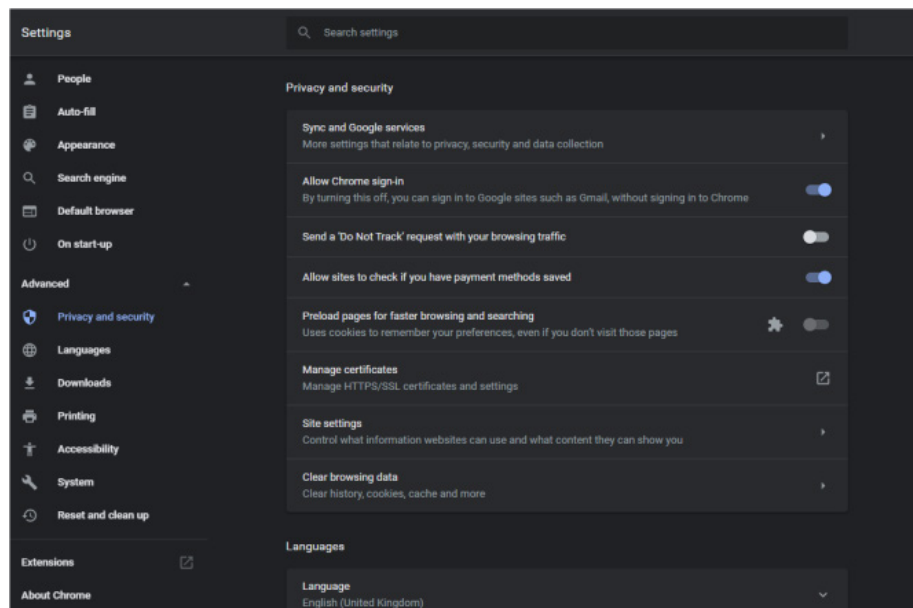 Settings
Search settings
People
Auto-fill
Appearance
Search engine
Default browser
On start-up
Advanced
Privacy and security
Languages
Downloads
Printing
Accessibility
System
Reset and clean up
Extensions
About Chrome
Privacy and security
Sync and Google services
More settings that relate to privacy, security and data collection
Allow Chrome sign-in
By turning this off, you can sign in to Google sites such as Gmail, without signing in to Chrome
Send a 'Do Not Track' request with your browsing traffic
Allow sites to check if you have payment methods saved
Preload pages for faster browsing and searching
Uses cookies to remember your preferences, even if you don't visit those pages
Manage certificates
Manage HTTPS/SSL certificates and settings
Site settings
Control what information websites can use and what content they can show you
Clear browsing data
Clear history, cookies, cache and more
Languages
Language
English (United Kingdom)